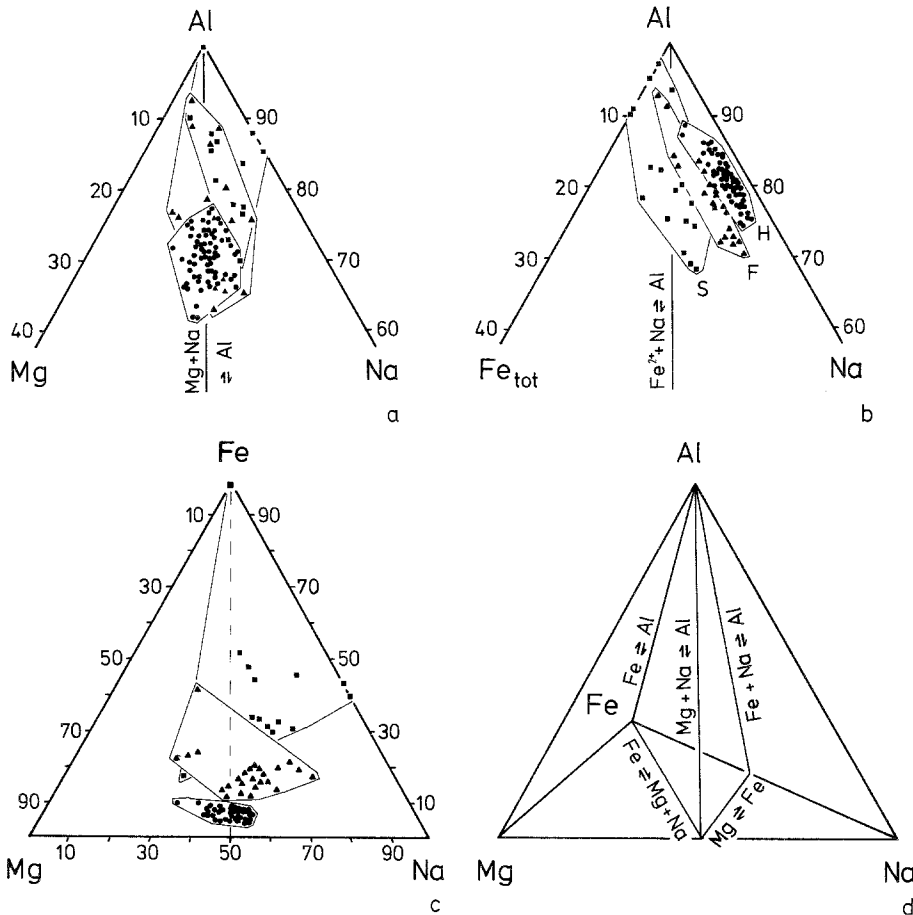 Al
10
90
20
80
30
70
40
60
Mg
Na
Mg+Na ⇌ Al
a
Al
10
90
20
80
30
70
40
60
H
F
S
Fe_tot
Na
Fe²⁺+Na ⇌ Al
b
Fe
10
90
30
70
50
50
70
30
90
10
Mg
10
30
50
70
90
Na
c
Al
Fe ⇌ Al
Mg+Na ⇌ Al
Fe + Na ⇌ Al
Fe
Fe ⇌ Mg+Na
Mg ⇌ Fe
Mg
Na
d